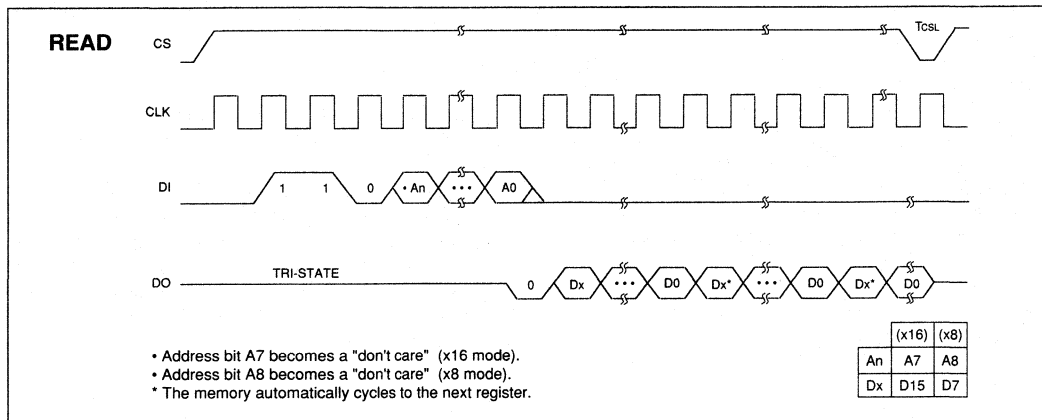 READ
CS
TCSL
CLK
DI
1 1 0 • An • • • A0
DO
TRI-STATE
0 Dx • • • D0 Dx* • • • D0 Dx* D0
• Address bit A7 becomes a "don't care" (x16 mode).
• Address bit A8 becomes a "don't care" (x8 mode).
* The memory automatically cycles to the next register.
(x16) (x8)
An A7 A8
Dx D15 D7